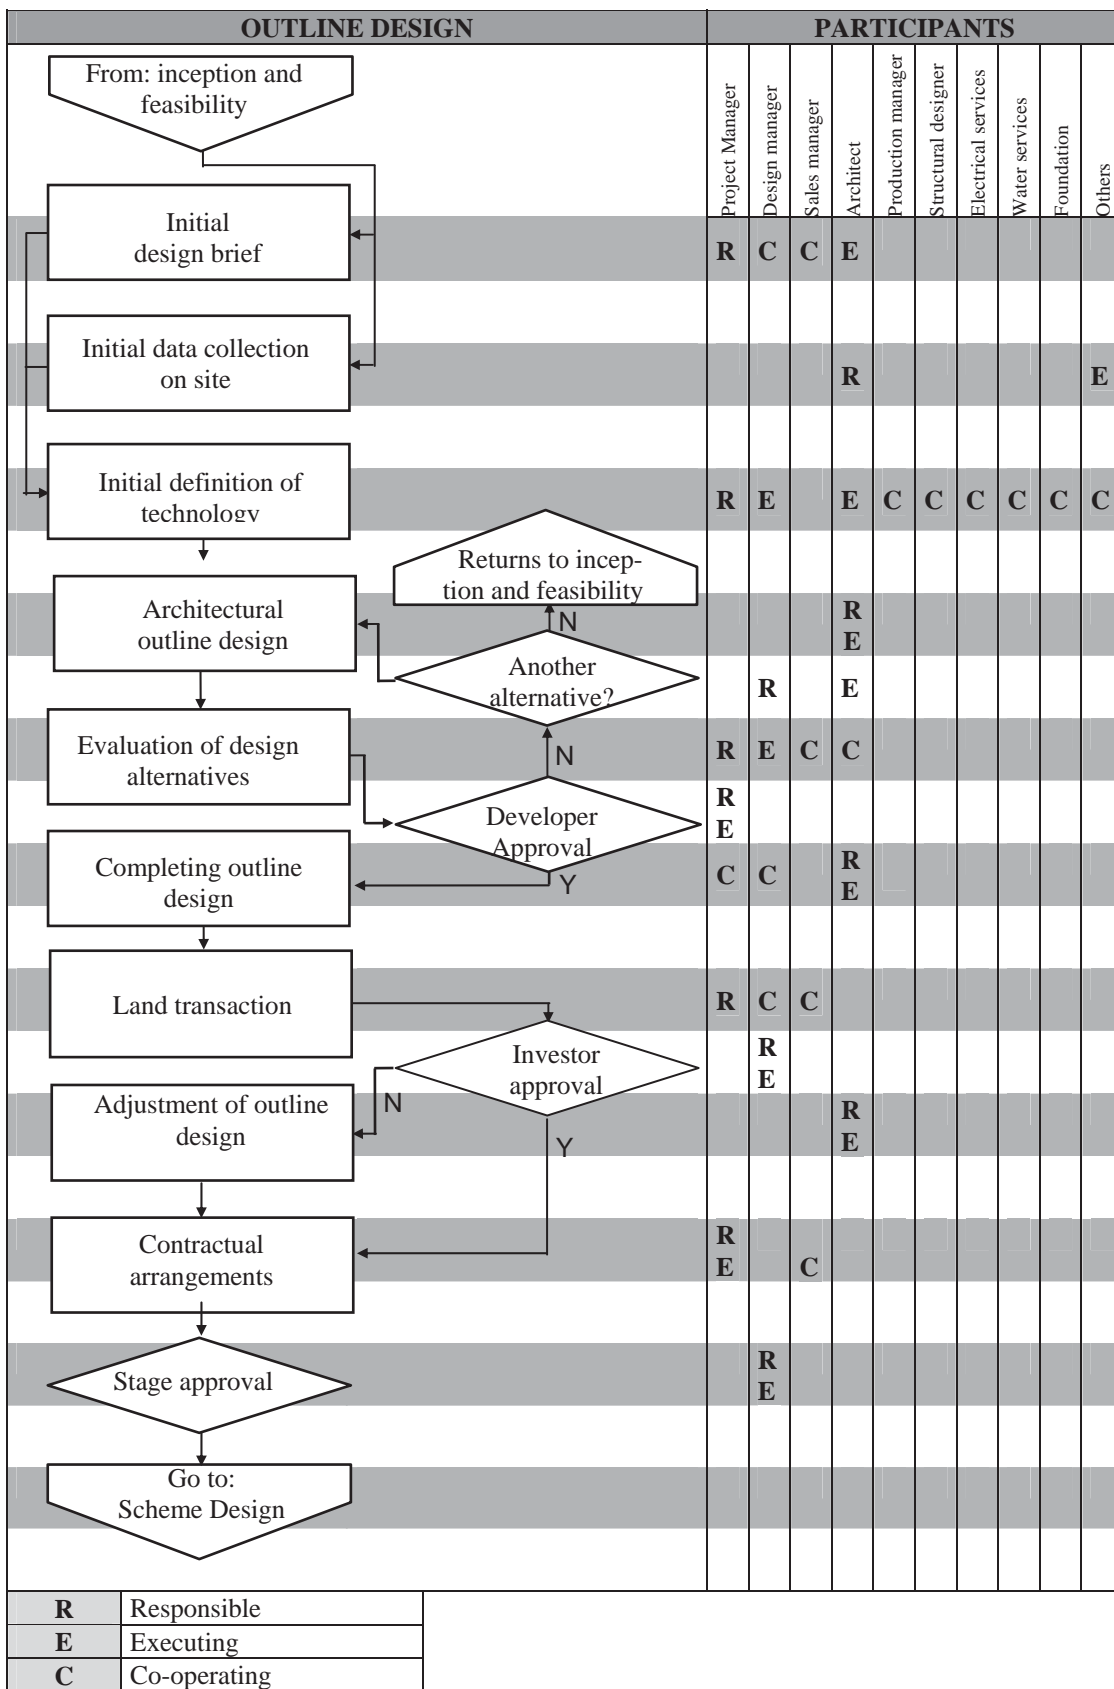 OUTLINE DESIGN
PARTICIPANTS
Project Manager
Design manager
Sales manager
Architect
Production manager
Structural designer
Electrical services
Water services
Foundation
Others
From: inception and
feasibility
Initial
design brief
R C C E
Initial data collection
on site
R E
Initial definition of
technology
R E E C C C C C C
Returns to incep-
tion and feasibility
N
Architectural
outline design
R
E
Another
alternative?
R E
N
Evaluation of design
alternatives
R E C C
Developer
Approval
R
E
Y
Completing outline
design
C C R
E
Land transaction
R C C
Investor
approval
R
E
N
Y
Adjustment of outline
design
R
E
Contractual
arrangements
R
E C
Stage approval
R
E
Go to:
Scheme Design
R Responsible
E Executing
C Co-operating